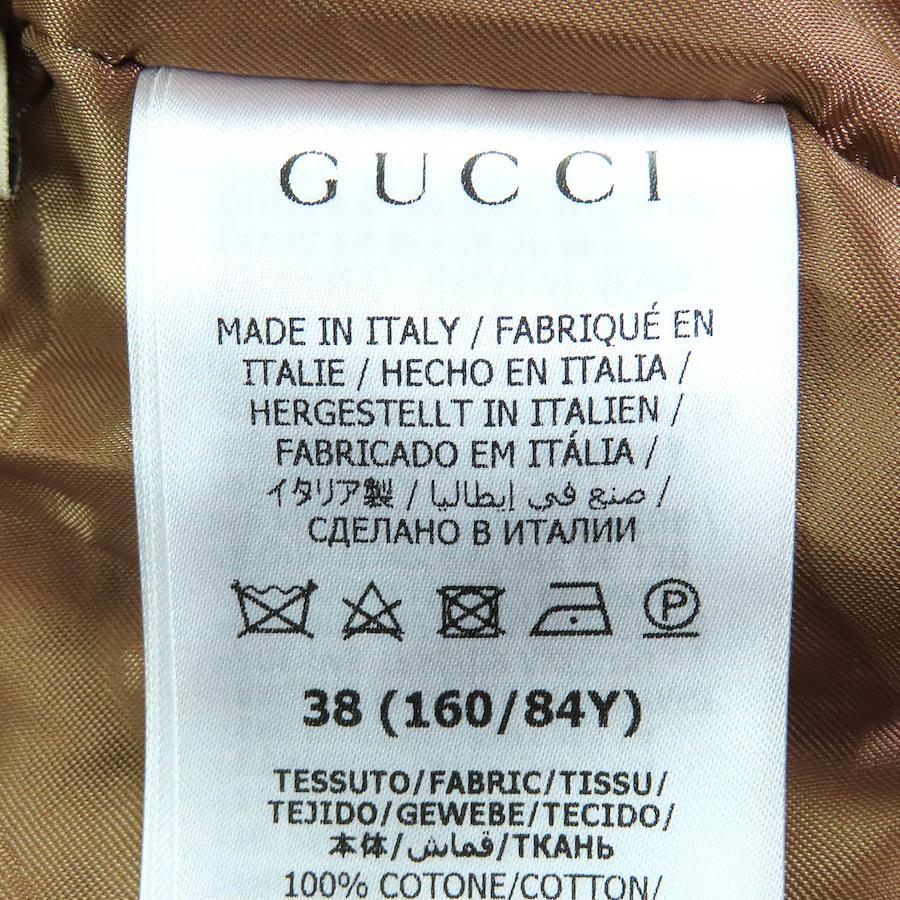 GUCCI
MADE IN ITALY / FABRIQUÉ EN
ITALIE / HECHO EN ITALIA /
HERGESTELLT IN ITALIEN /
FABRICADO EM ITÁLIA /
イタリア製 / صنع في إيطاليا /
СДЕЛАНО В ИТАЛИИ
P
38 (160/84Y)
TESSUTO/FABRIC/TISSU/
TEJIDO/GEWEBE/TECIDO/
本体/قماش/ТКАНЬ
100% COTONE/COTTON/